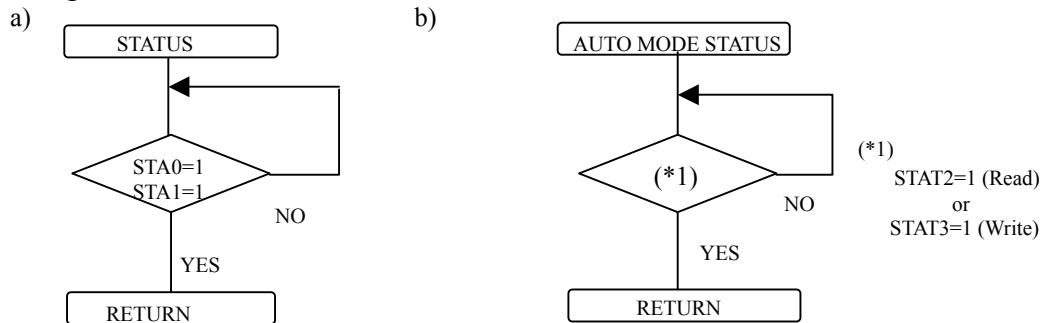 a)
STATUS
STA0=1
STA1=1
NO
YES
RETURN
b)
AUTO MODE STATUS
(*1)
NO
YES
RETURN
(*1)
STAT2=1 (Read)
or
STAT3=1 (Write)